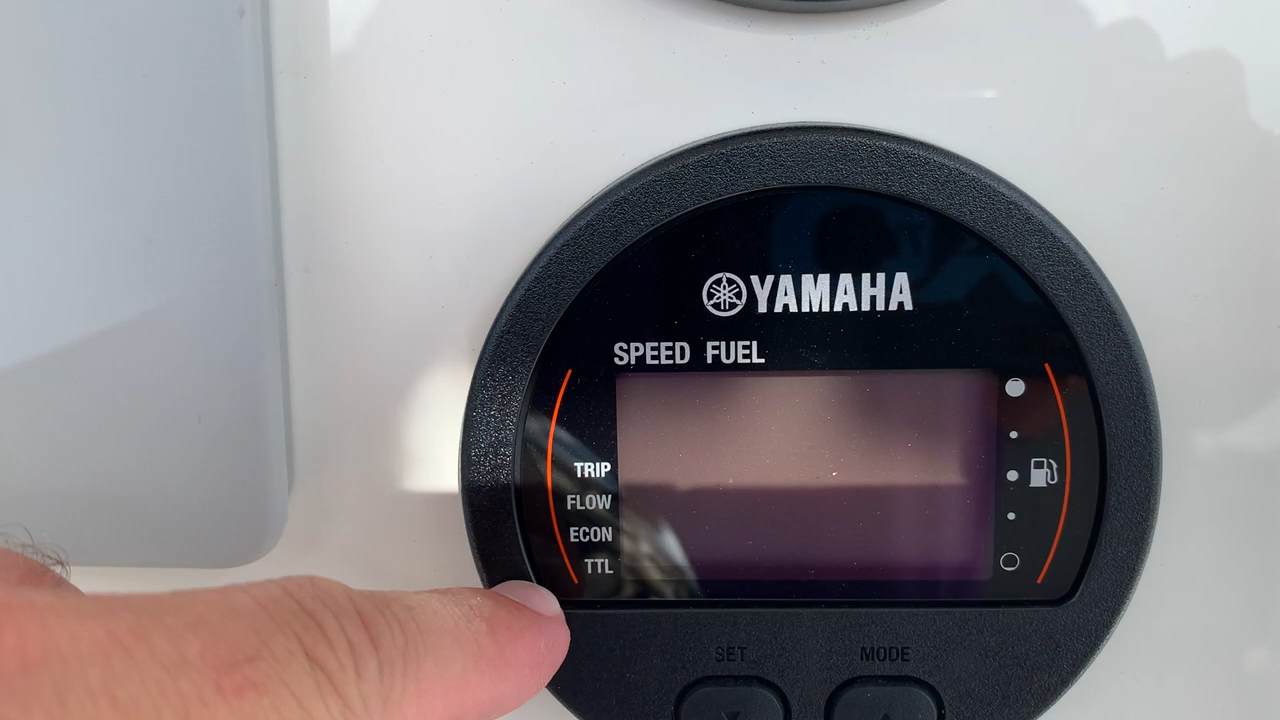 YAMAHA
SPEED FUEL
TRIP
FLOW
ECON
TTL
SET
MODE